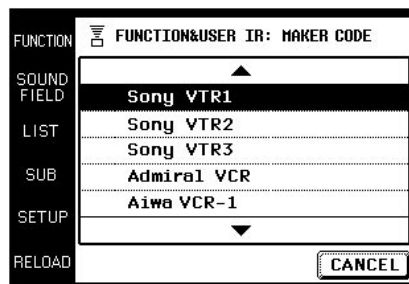 FUNCTION
SOUND
FIELD
LIST
SUB
SETUP
RELOAD
FUNCTION&USER IR: MAKER CODE
Sony VTR1
Sony VTR2
Sony VTR3
Admiral VCR
Aiwa VCR-1
CANCEL